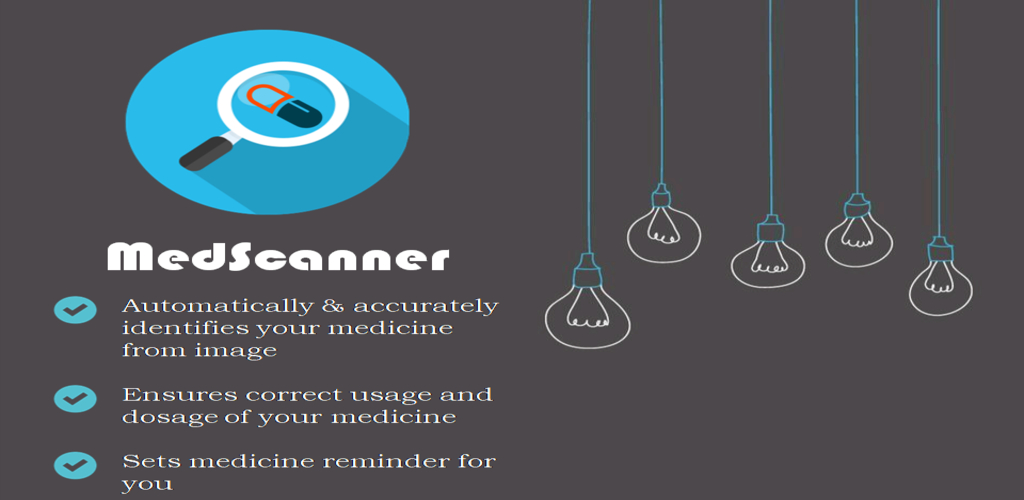 MedScanner
Automatically & accurately
identifies your medicine
from image
Ensures correct usage and
dosage of your medicine
Sets medicine reminder for
you